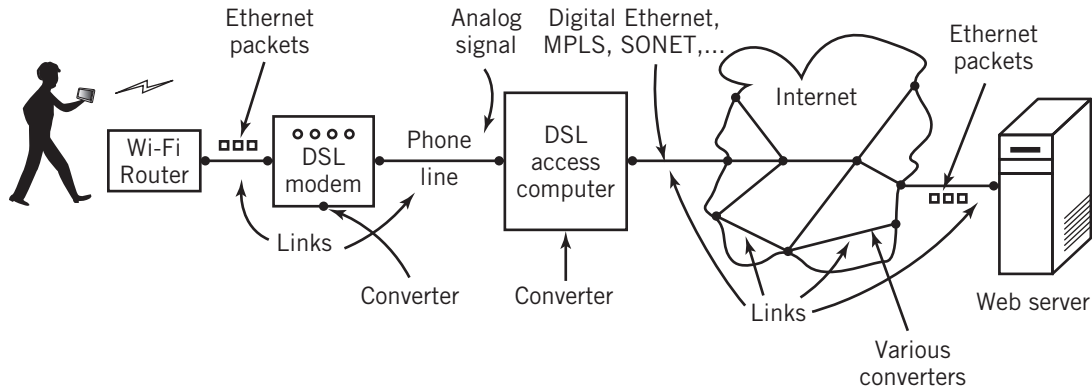 Ethernet
packets
Analog
signal
Digital Ethernet,
MPLS, SONET,...
Ethernet
packets
Internet
Wi-Fi
Router
DSL
modem
Phone
line
DSL
access
computer
Links
Converter
Converter
Links
Web server
Various
converters